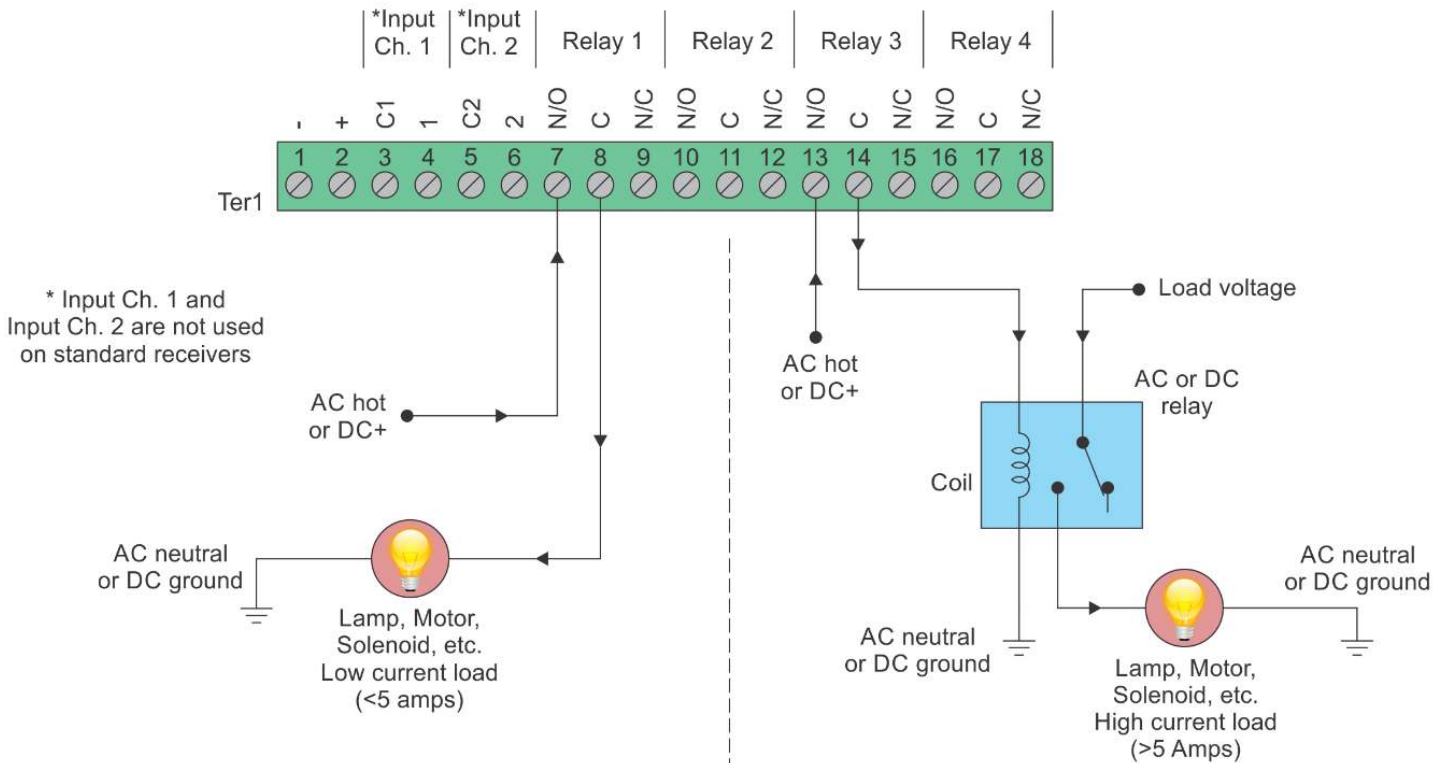 *Input
Ch. 1
*Input
Ch. 2
Relay 1
Relay 2
Relay 3
Relay 4
- + C1 1 C2 2 N/O C N/C N/O C N/C N/O C N/C N/O C N/C
1 2 3 4 5 6 7 8 9 10 11 12 13 14 15 16 17 18
Ter1
* Input Ch. 1 and
Input Ch. 2 are not used
on standard receivers
AC hot
or DC+
AC neutral
or DC ground
Lamp, Motor,
Solenoid, etc.
Low current load
(<5 amps)
AC hot
or DC+
Load voltage
AC or DC
relay
Coil
AC neutral
or DC ground
AC neutral
or DC ground
Lamp, Motor,
Solenoid, etc.
High current load
(>5 Amps)